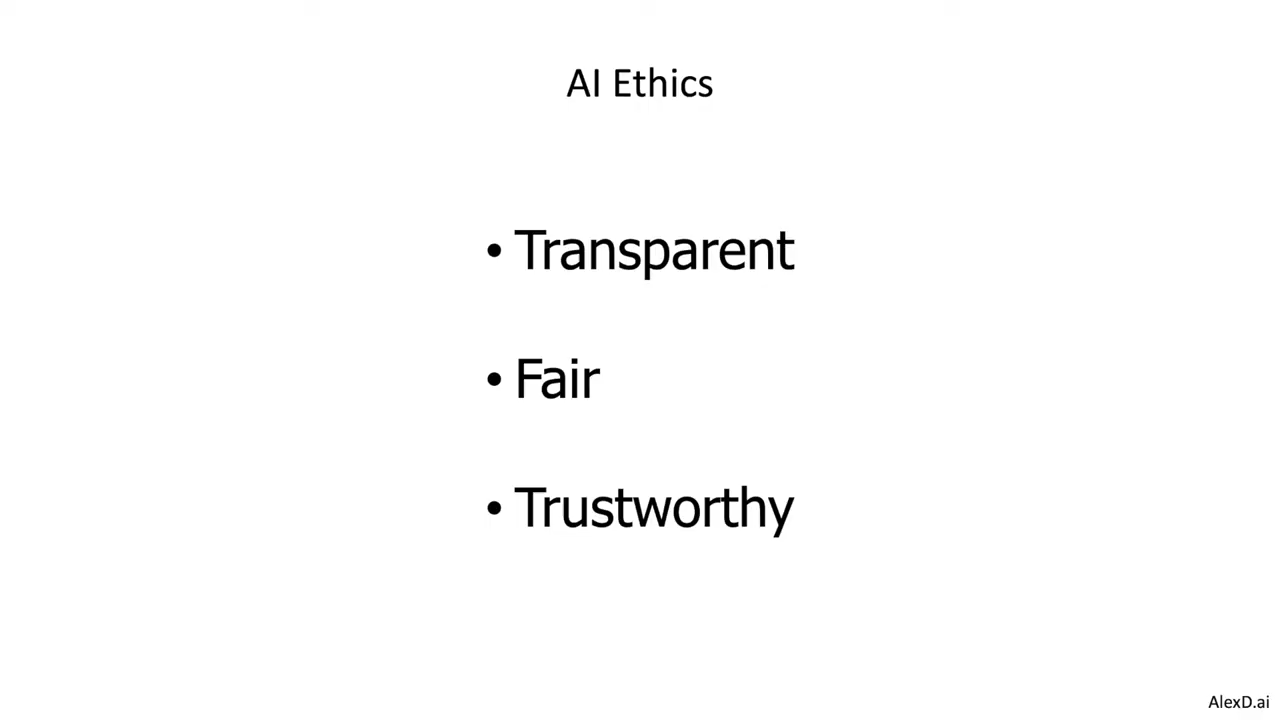 AI Ethics
• Transparent
• Fair
• Trustworthy
AlexD.ai